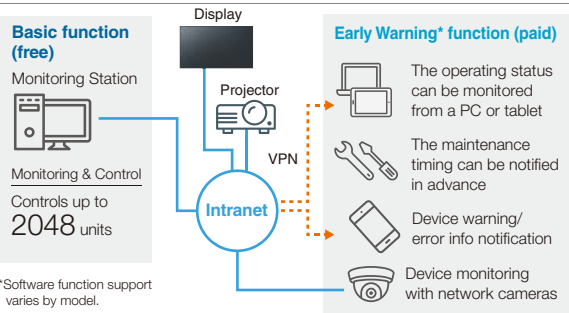 Basic function
(free)
Monitoring Station
Monitoring & Control
Controls up to
2048 units
*Software function support
varies by model.
Display
Projector
VPN
Intranet
Early Warning* function (paid)
The operating status
can be monitored
from a PC or tablet
The maintenance
timing can be notified
in advance
Device warning/
error info notification
Device monitoring
with network cameras